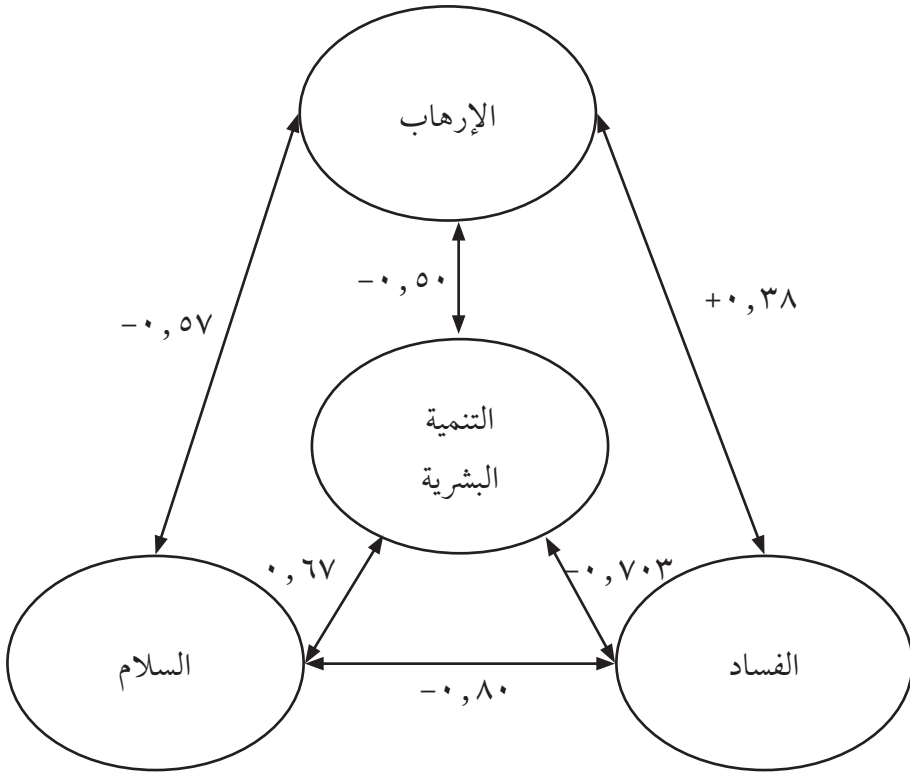 الإرهاب
−٠,٥٠
+٠,٣٨
−٠,٥٧
التنمية
البشرية
−٠,٧٠٣
٠,٦٧
الفساد
السلام
−٠,٨٠